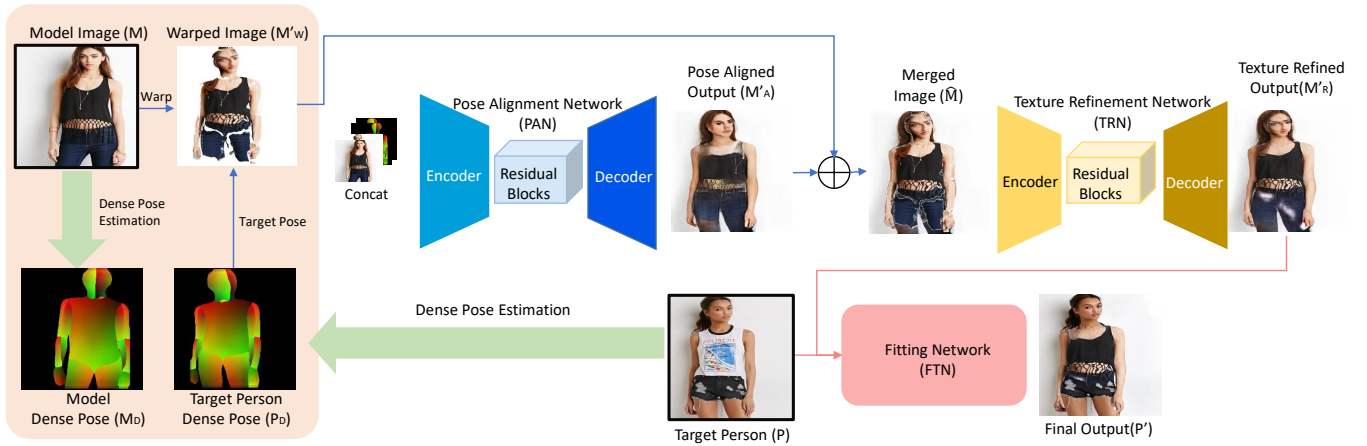 Model Image (M)
Warped Image (M'w)
Warp
Dense Pose
Estimation
Target Pose
Model
Dense Pose (MD)
Target Person
Dense Pose (PD)
Concat
Pose Alignment Network
(PAN)
Encoder
Residual
Blocks
Decoder
Pose Aligned
Output (M'A)
Merged
Image (M̂)
Texture Refinement Network
(TRN)
Encoder
Residual
Blocks
Decoder
Texture Refined
Output(M'R)
Dense Pose Estimation
Target Person (P)
Fitting Network
(FTN)
Final Output(P')